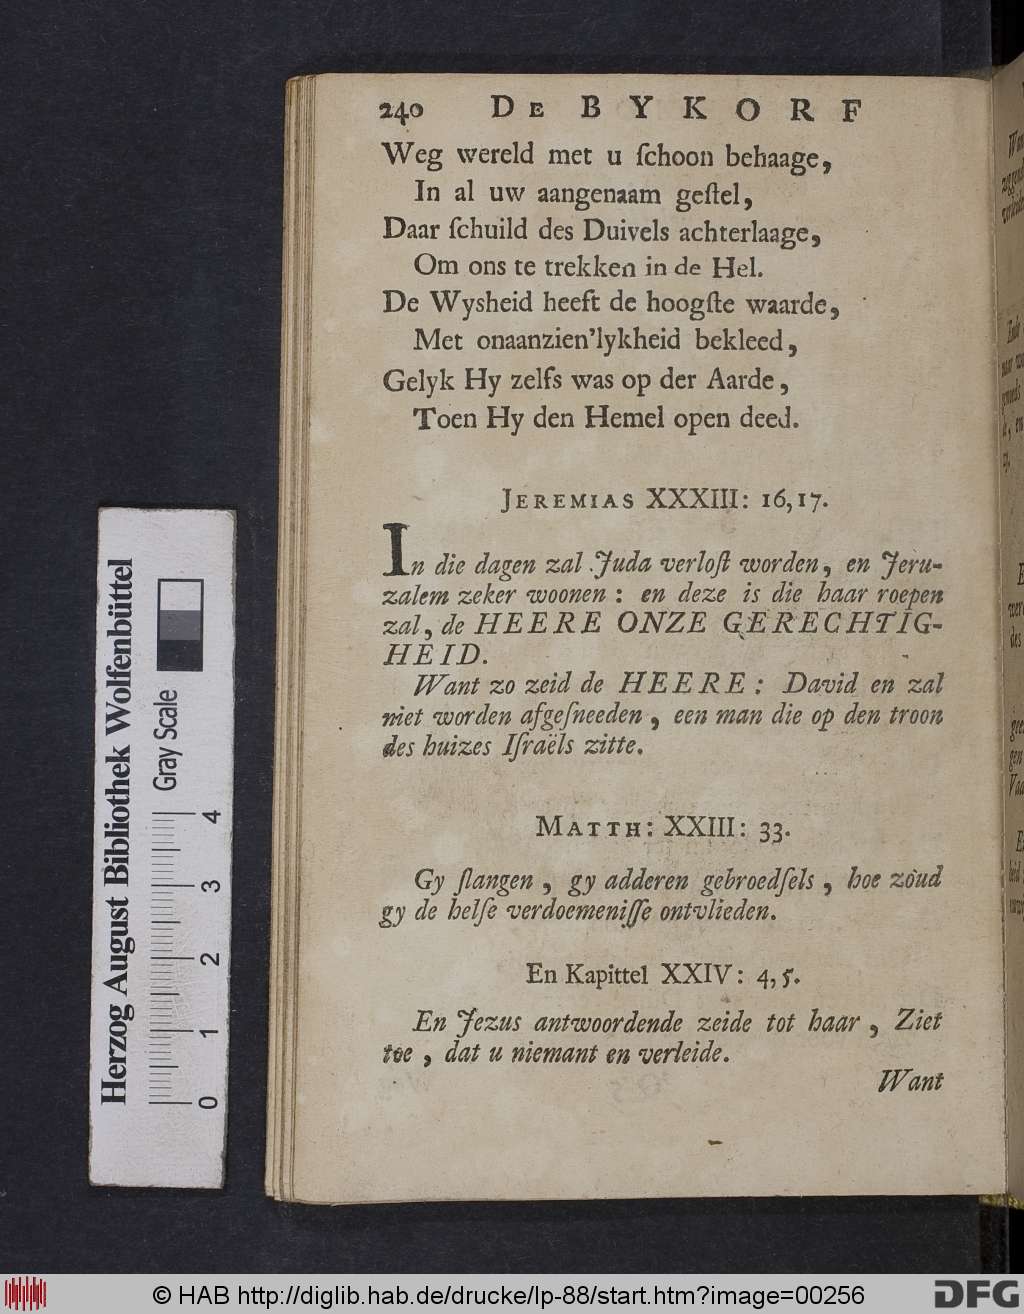 240 DE BYKORF
Weg wereld met u ſchoon behaage,
In al uw aangenaam geſtel,
Daar ſchuild des Duivels achterlaage,
Om ons te trekken in de Hel.
De Wysheid heeft de hoogſte waarde,
Met onaanzien'lykheid bekleed,
Gelyk Hy zelfs was op der Aarde,
Toen Hy den Hemel open deed.
JEREMIAS XXXIII: 16,17.
In die dagen zal Juda verloſt worden, en Jeru-
zalem zeker woonen: en deze is die haar roepen
zal, de HEERE ONZE GERECHTIG-
HEID.
Want zo zeid de HEERE: David en zal
niet worden afgeſneeden, een man die op den troon
des huizes Iſraëls zitte.
MATTH: XXIII: 33.
Gy ſlangen, gy adderen gebroedſels, hoe zoud
gy de helſe verdoemeniſſe ontvlieden.
En Kapittel XXIV: 4,5.
En Jezus antwoordende zeide tot haar, Ziet
toe, dat u niemant en verleide.
Want
Herzog August Bibliothek Wolfenbüttel
Gray Scale
0 1 2 3 4
© HAB http://diglib.hab.de/drucke/lp-88/start.htm?image=00256
DFG